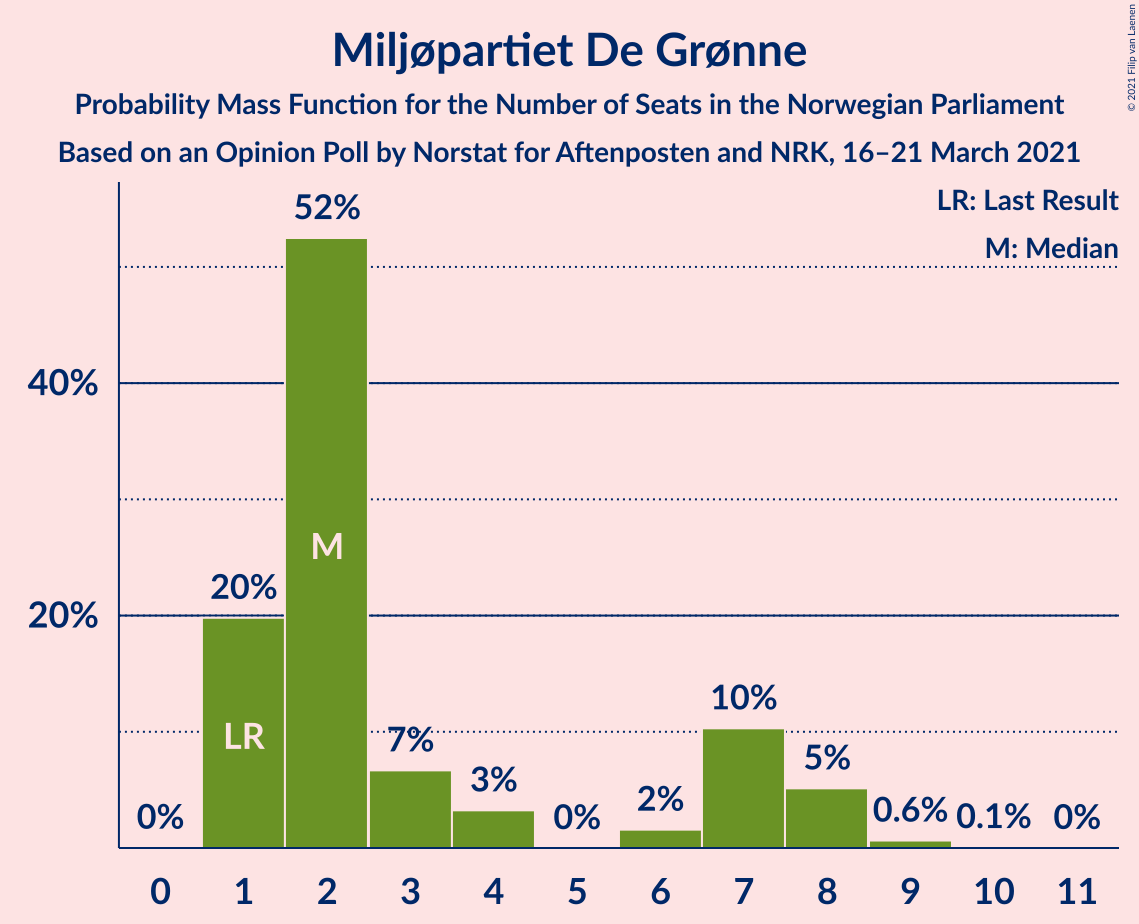 Miljøpartiet De Grønne
Probability Mass Function for the Number of Seats in the Norwegian Parliament
Based on an Opinion Poll by Norstat for Aftenposten and NRK, 16–21 March 2021
© 2021 Filip van Laenen
LR: Last Result
M: Median
52%
40%
M
20%
20%
LR
10%
7%
5%
3%
2%
0%
0%
0.6%
0.1%
0%
0 1 2 3 4 5 6 7 8 9 10 11